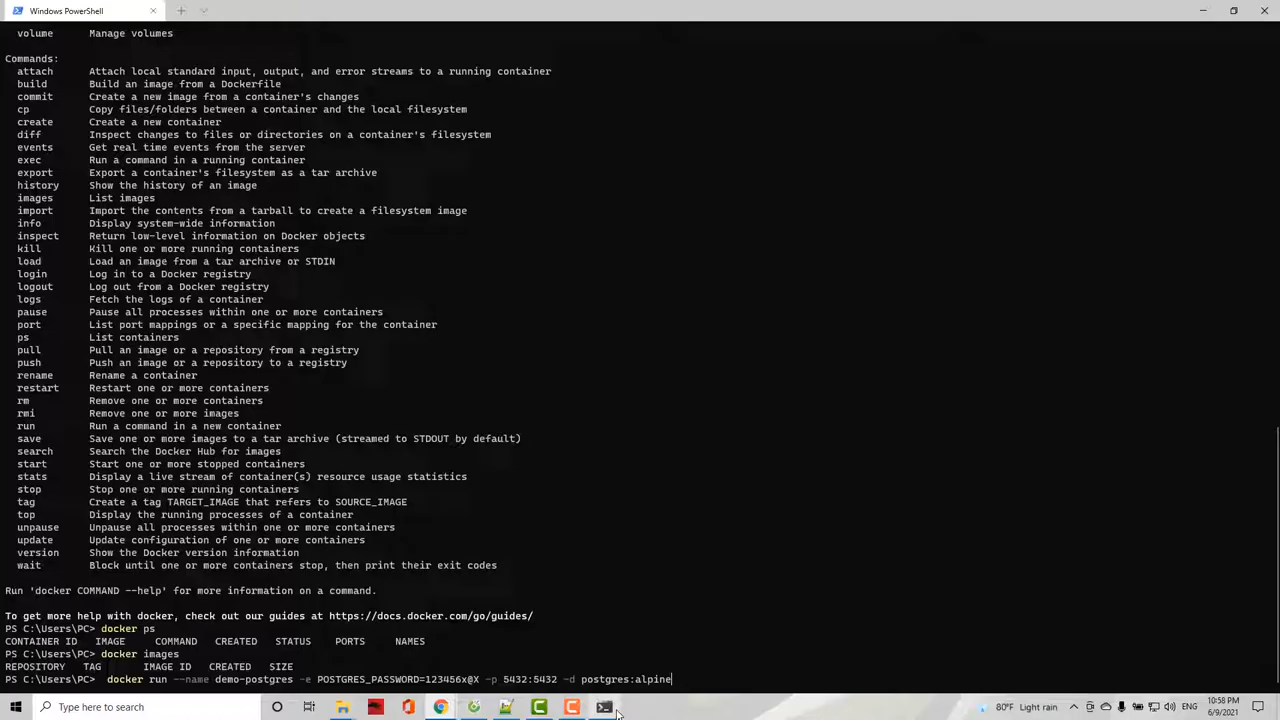 Windows PowerShell
volume Manage volumes
Commands:
attach Attach local standard input, output, and error streams to a running container
build Build an image from a Dockerfile
commit Create a new image from a container's changes
cp Copy files/folders between a container and the local filesystem
create Create a new container
diff Inspect changes to files or directories on a container's filesystem
events Get real time events from the server
exec Run a command in a running container
export Export a container's filesystem as a tar archive
history Show the history of an image
images List images
import Import the contents from a tarball to create a filesystem image
info Display system-wide information
inspect Return low-level information on Docker objects
kill Kill one or more running containers
load Load an image from a tar archive or STDIN
login Log in to a Docker registry
logout Log out from a Docker registry
logs Fetch the logs of a container
pause Pause all processes within one or more containers
port List port mappings or a specific mapping for the container
ps List containers
pull Pull an image or a repository from a registry
push Push an image or a repository to a registry
rename Rename a container
restart Restart one or more containers
rm Remove one or more containers
rmi Remove one or more images
run Run a command in a new container
save Save one or more images to a tar archive (streamed to STDOUT by default)
search Search the Docker Hub for images
start Start one or more stopped containers
stats Display a live stream of container(s) resource usage statistics
stop Stop one or more running containers
tag Create a tag TARGET_IMAGE that refers to SOURCE_IMAGE
top Display the running processes of a container
unpause Unpause all processes within one or more containers
update Update configuration of one or more containers
version Show the Docker version information
wait Block until one or more containers stop, then print their exit codes
Run 'docker COMMAND --help' for more information on a command.
To get more help with docker, check out our guides at https://docs.docker.com/go/guides/
PS C:\Users\PC> docker ps
CONTAINER ID IMAGE COMMAND CREATED STATUS PORTS NAMES
PS C:\Users\PC> docker images
REPOSITORY TAG IMAGE ID CREATED SIZE
PS C:\Users\PC> docker run --name demo-postgres -e POSTGRES_PASSWORD=123456x@X -p 5432:5432 -d postgres:alpine
Type here to search
80°F Light rain
10:58 PM
6/9/2021